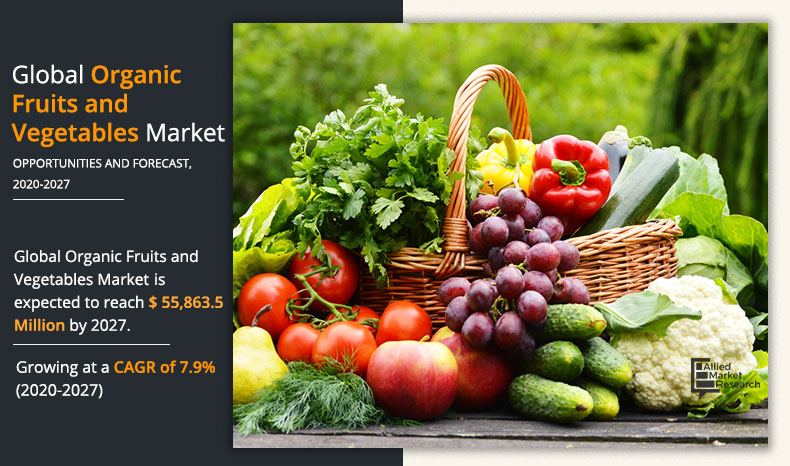 Global Organic
Fruits and
Vegetables Market
OPPORTUNITIES AND FORECAST,
2020-2027
Global Organic Fruits and
Vegetables Market is
expected to reach $ 55,863.5
Million by 2027.
Growing at a CAGR of 7.9%
(2020-2027)
Allied
Market
Research